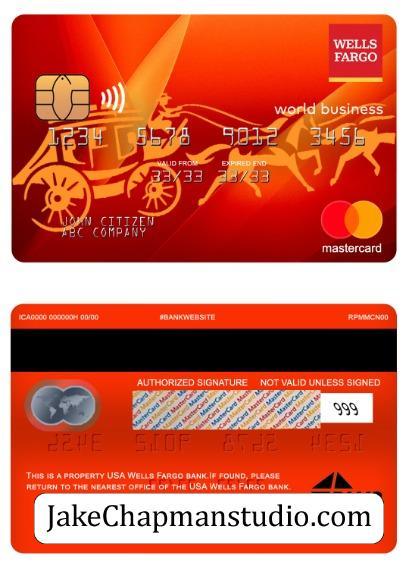 WELLS
FARGO
world business
1234 5678 9012 3456
VALID FROM EXPIRED END
33/33 33/33
JOHN CITIZEN
ABC COMPANY
mastercard
ICA0000 000000H 00/00 #BANKWEBSITE RPMMCN00
AUTHORIZED SIGNATURE NOT VALID UNLESS SIGNED
999
THIS IS A PROPERTY USA WELLS FARGO BANK.IF FOUND, PLEASE
RETURN TO THE NEAREST OFFICE OF THE USA WELLS FARGO BANK.
JakeChapmanstudio.com